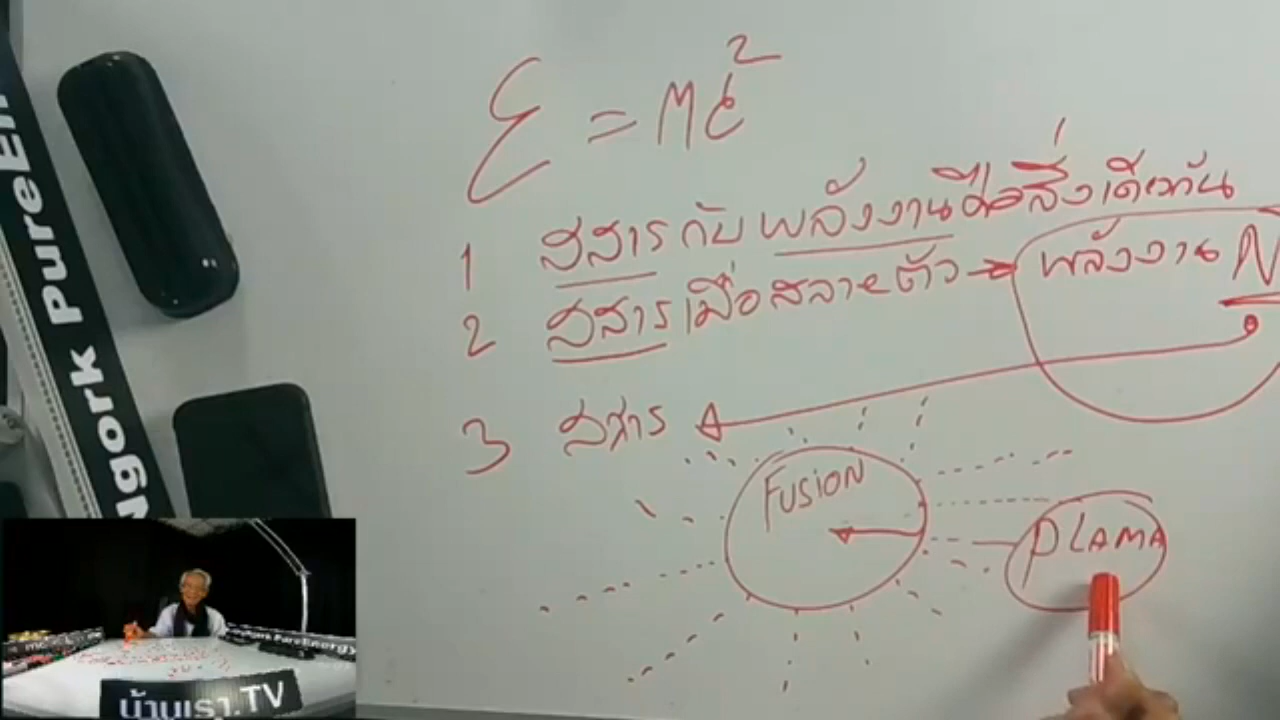 E = MC²
1 สสารกับพลังงานคือสิ่งเดียวกัน
2 สสารเมื่อสลายตัว → พลังงาน N
3 สสาร
FUSION
PLAMA
ngork PureEn
บ้านเรา.TV